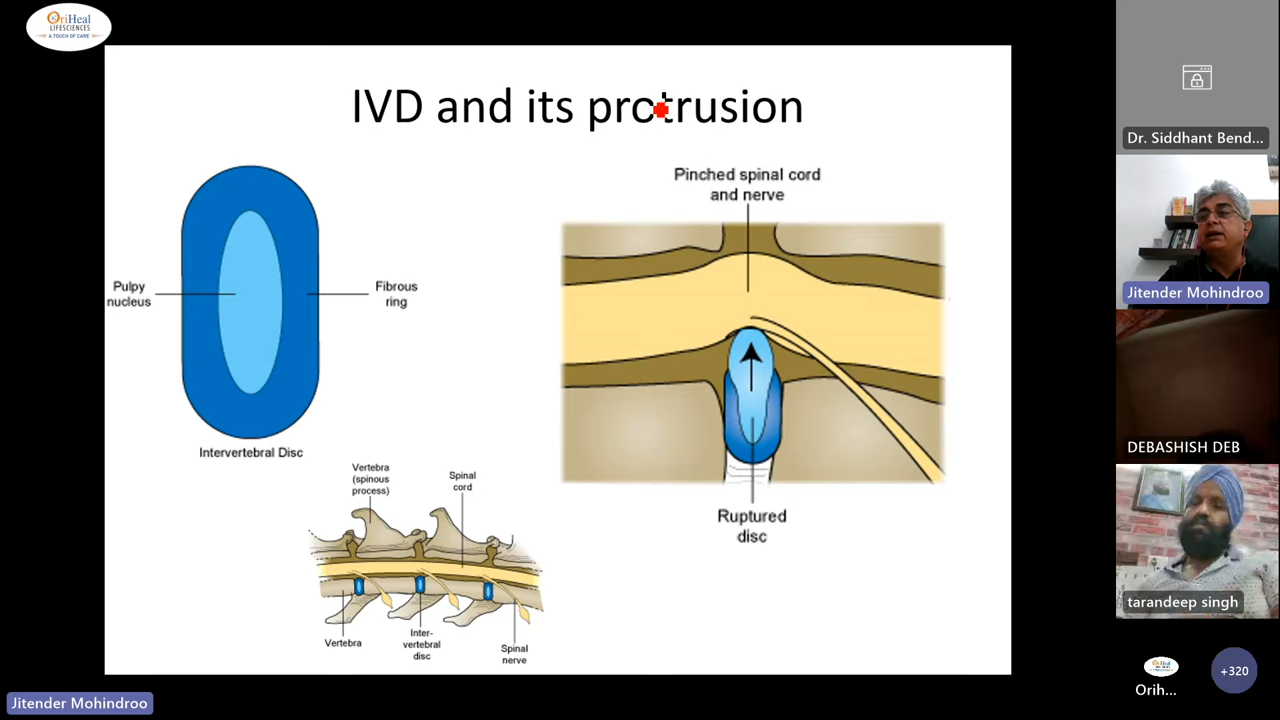 OriHeal
LIFESCIENCES
A TOUCH OF CARE
IVD and its protrusion
Pulpy
nucleus
Fibrous
ring
Intervertebral Disc
Pinched spinal cord
and nerve
Ruptured
disc
Vertebra
(spinous
process)
Spinal
cord
Vertebra
Inter-
vertebral
disc
Spinal
nerve
Dr. Siddhant Bend...
Jitender Mohindroo
DEBASHISH DEB
tarandeep singh
Orih...
+320
Jitender Mohindroo